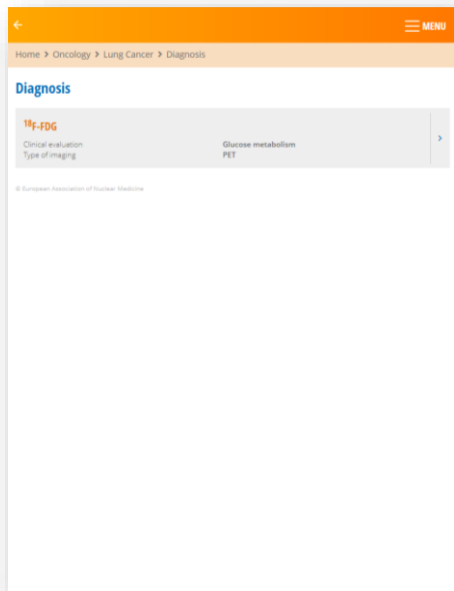 MENU
Home > Oncology > Lung Cancer > Diagnosis
Diagnosis
18F-FDG
Clinical evaluation Glucose metabolism
Type of imaging PET
© European Association of Nuclear Medicine